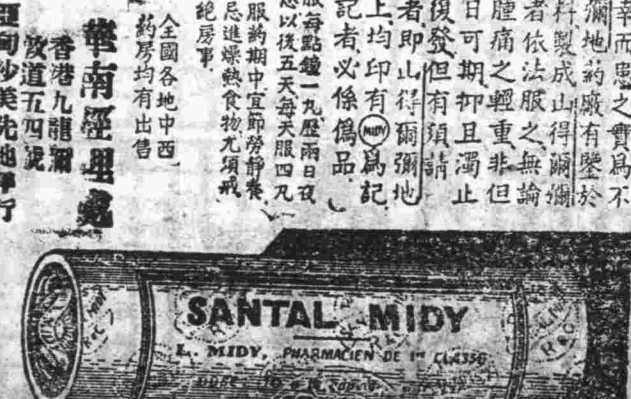 幸而患之實爲不
彌地葯廠有鑒於
料製成山得爾彌
者依法服之無論
腫痛之輕重非但
日可期抑且濁止
復發但有須請
者即山得爾彌地
上均印有MIDY爲記
記者必係僞品
服每點鐘一丸歷兩日夜
以後五天每天服四丸
服葯期中宜節勞靜養
忌進燥熱食物尤須戒
絕房事
全國各地中西
葯房均有出售
華南經理處
香港九龍彌
敦道五四號
SANTAL MIDY
L. MIDY, PHARMACIEN DE 1re CLASSE